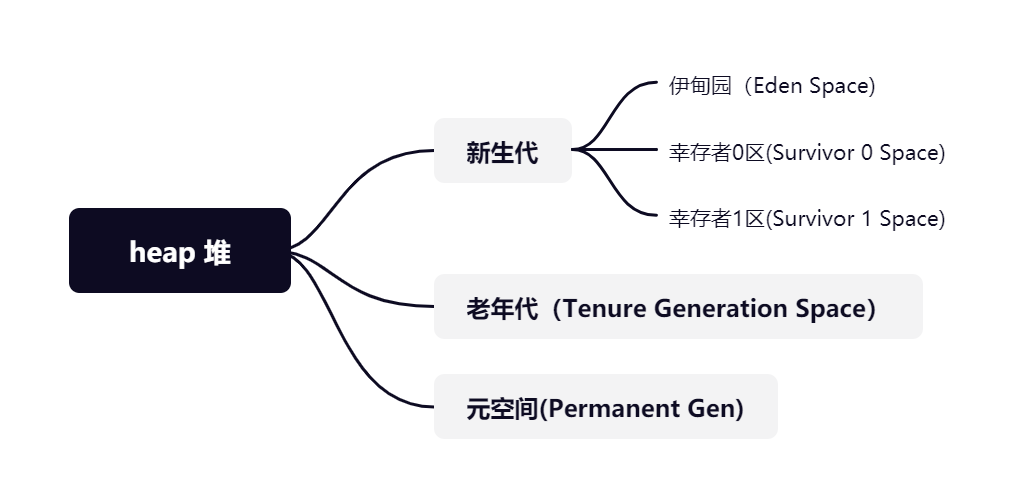 heap 堆
新生代
伊甸园（Eden Space)
幸存者0区(Survivor 0 Space)
幸存者1区(Survivor 1 Space)
老年代（Tenure Generation Space）
元空间(Permanent Gen)